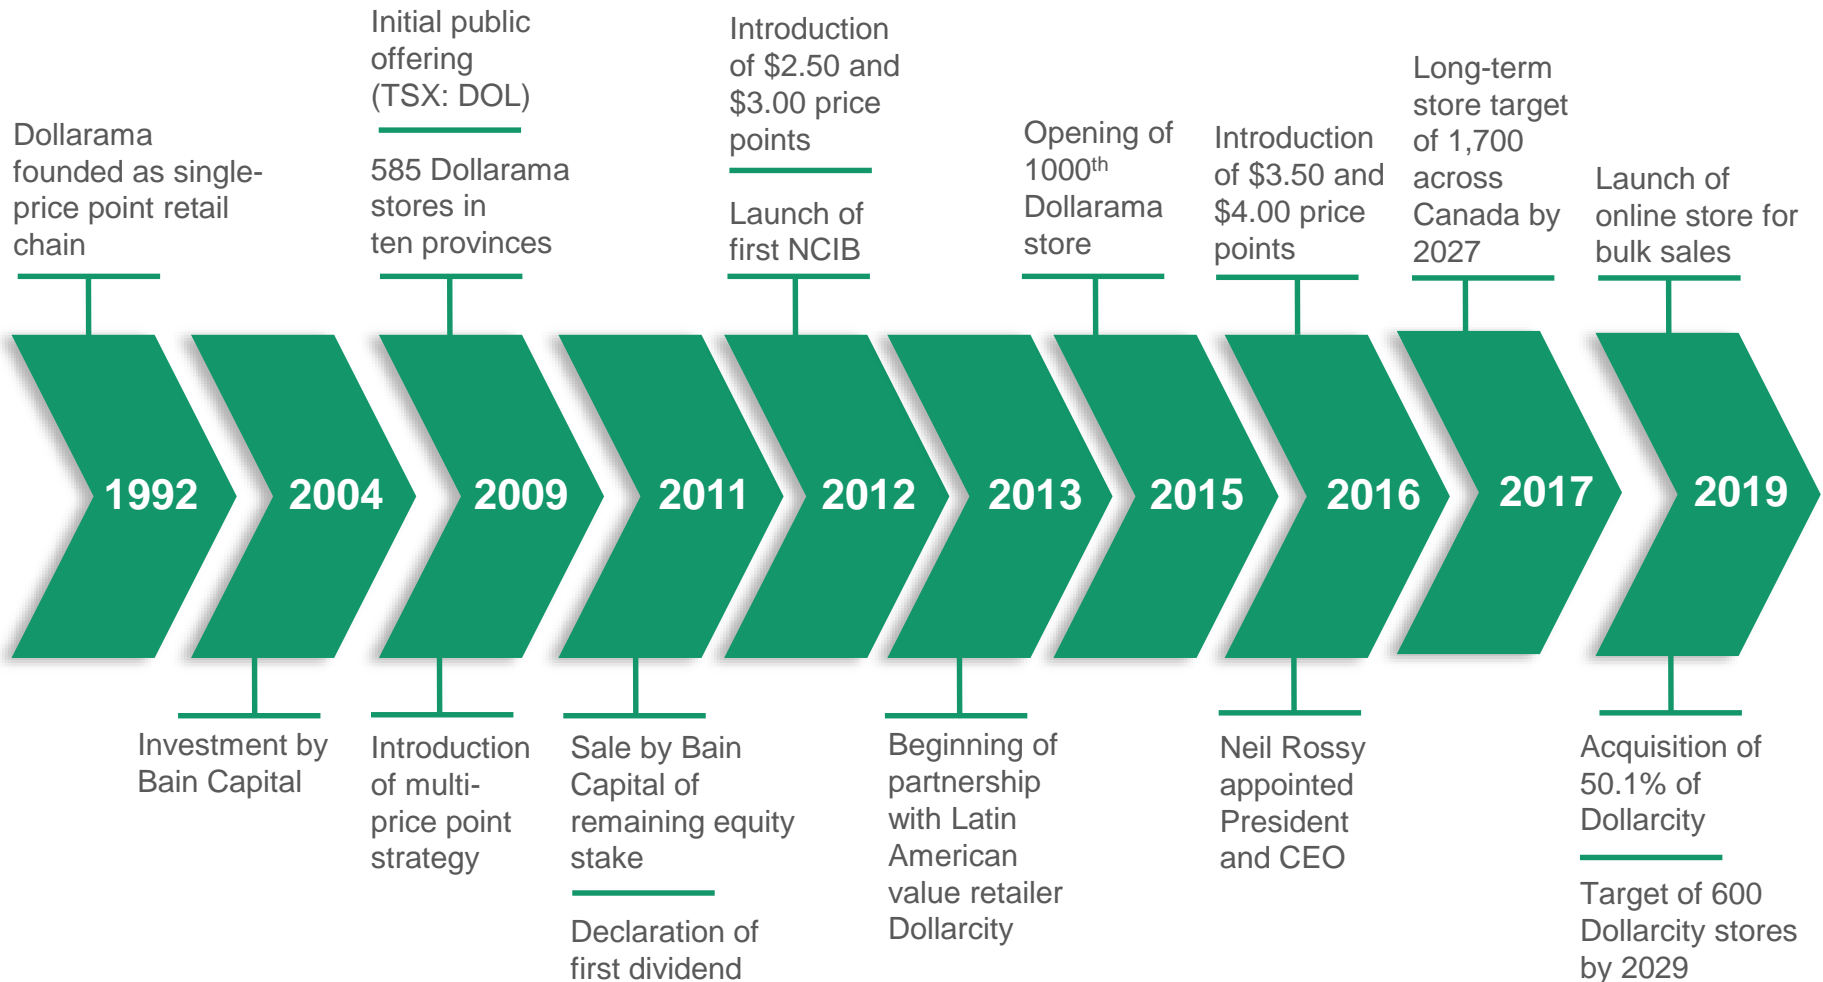 Dollarama
founded as single-
price point retail
chain
Initial public
offering
(TSX: DOL)
585 Dollarama
stores in
ten provinces
Introduction
of $2.50 and
$3.00 price
points
Launch of
first NCIB
Opening of
1000th
Dollarama
store
Introduction
of $3.50 and
$4.00 price
points
Long-term
store target
of 1,700
across
Canada by
2027
Launch of
online store for
bulk sales
1992
2004
2009
2011
2012
2013
2015
2016
2017
2019
Investment by
Bain Capital
Introduction
of multi-
price point
strategy
Sale by Bain
Capital of
remaining equity
stake
Declaration of
first dividend
Beginning of
partnership
with Latin
American
value retailer
Dollarcity
Neil Rossy
appointed
President
and CEO
Acquisition of
50.1% of
Dollarcity
Target of 600
Dollarcity stores
by 2029